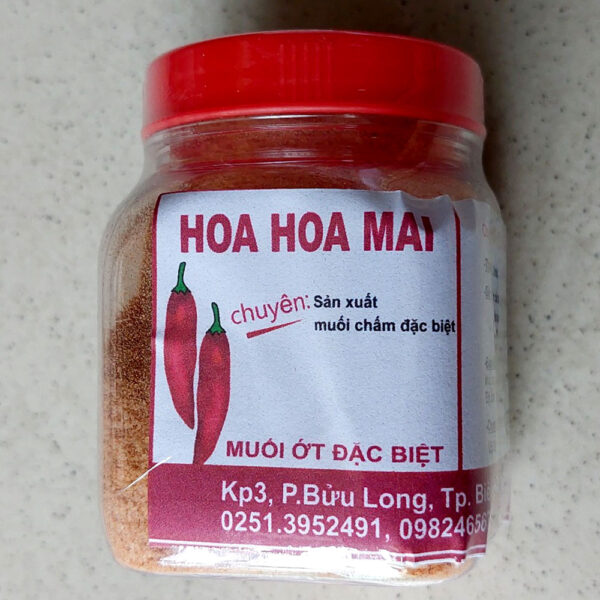 HOA HOA MAI
chuyên: Sản xuất
muối chấm đặc biệt
MUỐI ỚT ĐẶC BIỆT
Kp3, P.Bửu Long, Tp.
0251.3952491,